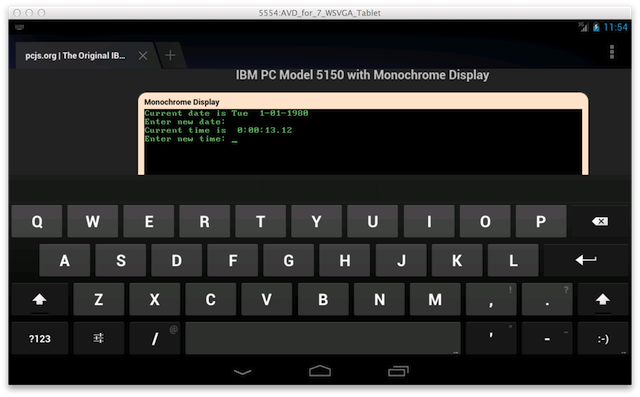 5554:AVD_for_7_WSVGA_Tablet
3G 11:54
pcjs.org | The Original IB...
IBM PC Model 5150 with Monochrome Display
Monochrome Display
Current date is Tue  1-01-1980
Enter new date:
Current time is  0:00:13.12
Enter new time: _
Q W E R T Y U I O P
A S D F G H J K L
Z X C V B N M , ! . ?
?123 / @ ' " - _ :-)